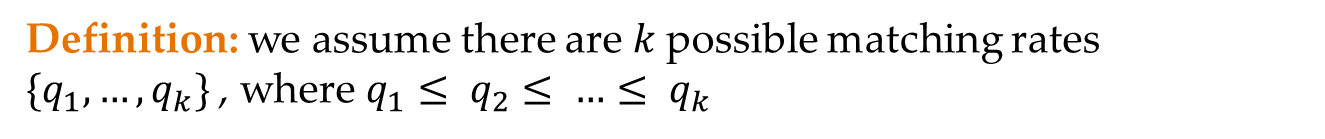 Definition: we assume there are k possible matching rates
{q₁, …, qₖ}, where q₁ ≤ q₂ ≤ … ≤ qₖ